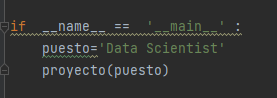 if __name__ == '__main__' :
puesto='Data Scientist'
proyecto(puesto)